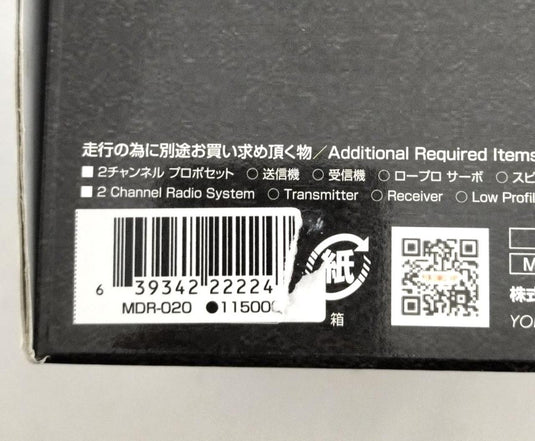 走行の為に別途お買い求め頂く物／Additional Required Items
■ 2チャンネル プロポセット ○ 送信機 ○ 受信機 ○ ロープロ サーボ ○ スピ
■ 2 Channel Radio System ○ Transmitter ○ Receiver ○ Low Profil
紙
箱
6 39342 22224
MDR-020 ●11500
M
株式
YO